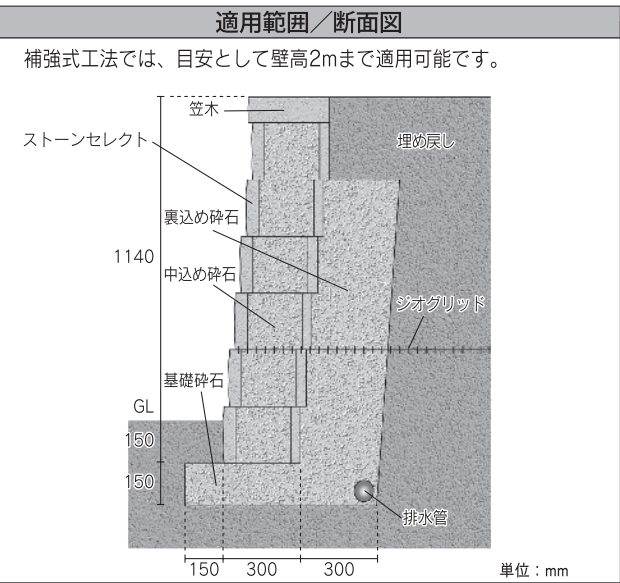 適用範囲／断面図
補強式工法では、目安として壁高2mまで適用可能です。
笠木
ストーンセレクト
埋め戻し
裏込め砕石
1140
中込め砕石
ジオグリッド
基礎砕石
GL
150
150
排水管
150 300 300
単位：mm